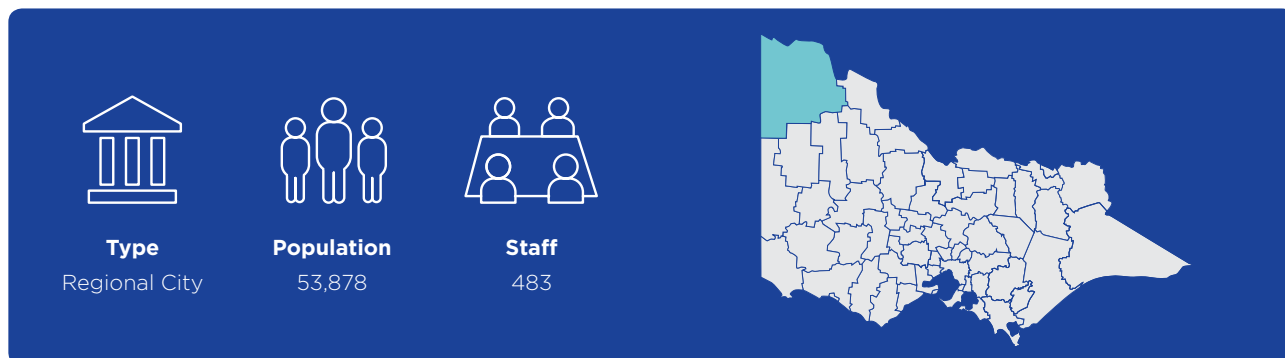 Type
Regional City
Population
53,878
Staff
483